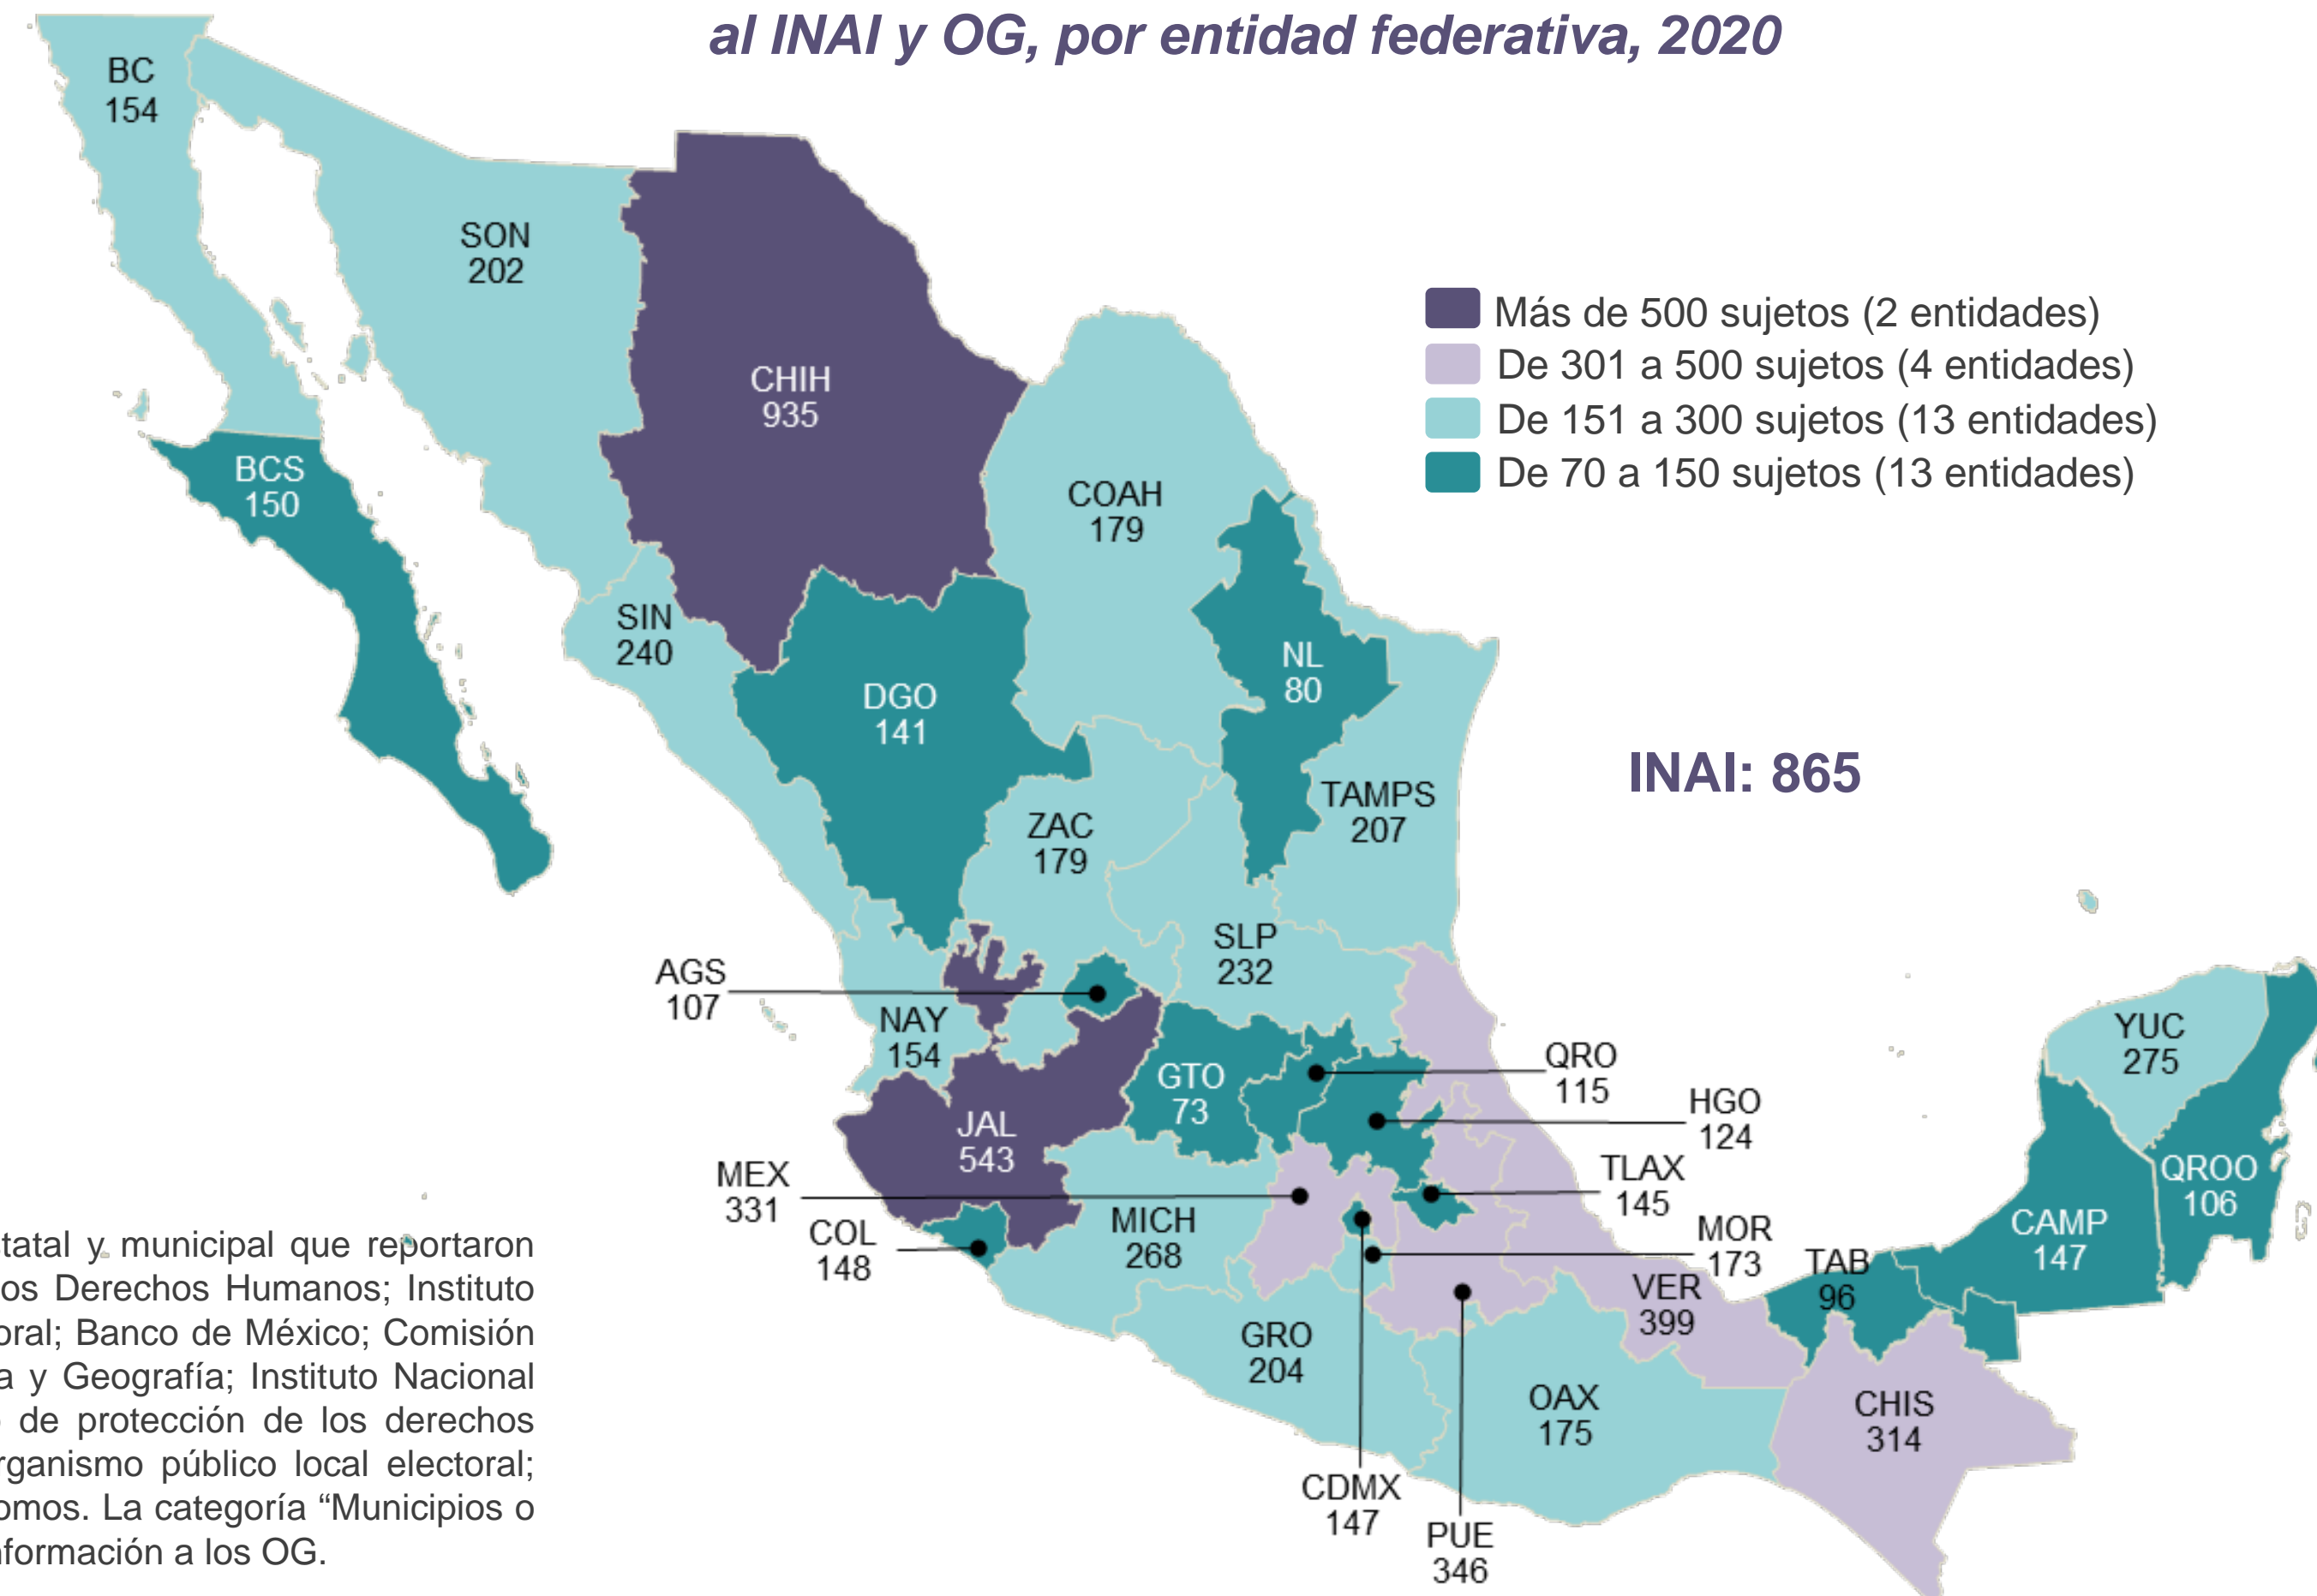 al INAI y OG, por entidad federativa, 2020
BC
154
SON
202
CHIH
935
Más de 500 sujetos (2 entidades)
De 301 a 500 sujetos (4 entidades)
De 151 a 300 sujetos (13 entidades)
De 70 a 150 sujetos (13 entidades)
BCS
150
COAH
179
SIN
240
NL
80
DGO
141
INAI: 865
TAMPS
207
ZAC
179
SLP
232
AGS
107
NAY
154
YUC
275
QRO
115
GTO
73
HGO
124
JAL
543
MEX
331
TLAX
145
QROO
106
COL
148
MICH
268
MOR
173
CAMP
147
TAB
96
VER
399
GRO
204
OAX
175
CHIS
314
CDMX
147
PUE
346
tatal y municipal que reportaron
os Derechos Humanos; Instituto
oral; Banco de México; Comisión
a y Geografía; Instituto Nacional
de protección de los derechos
rganismo público local electoral;
omos. La categoría “Municipios o
nformación a los OG.